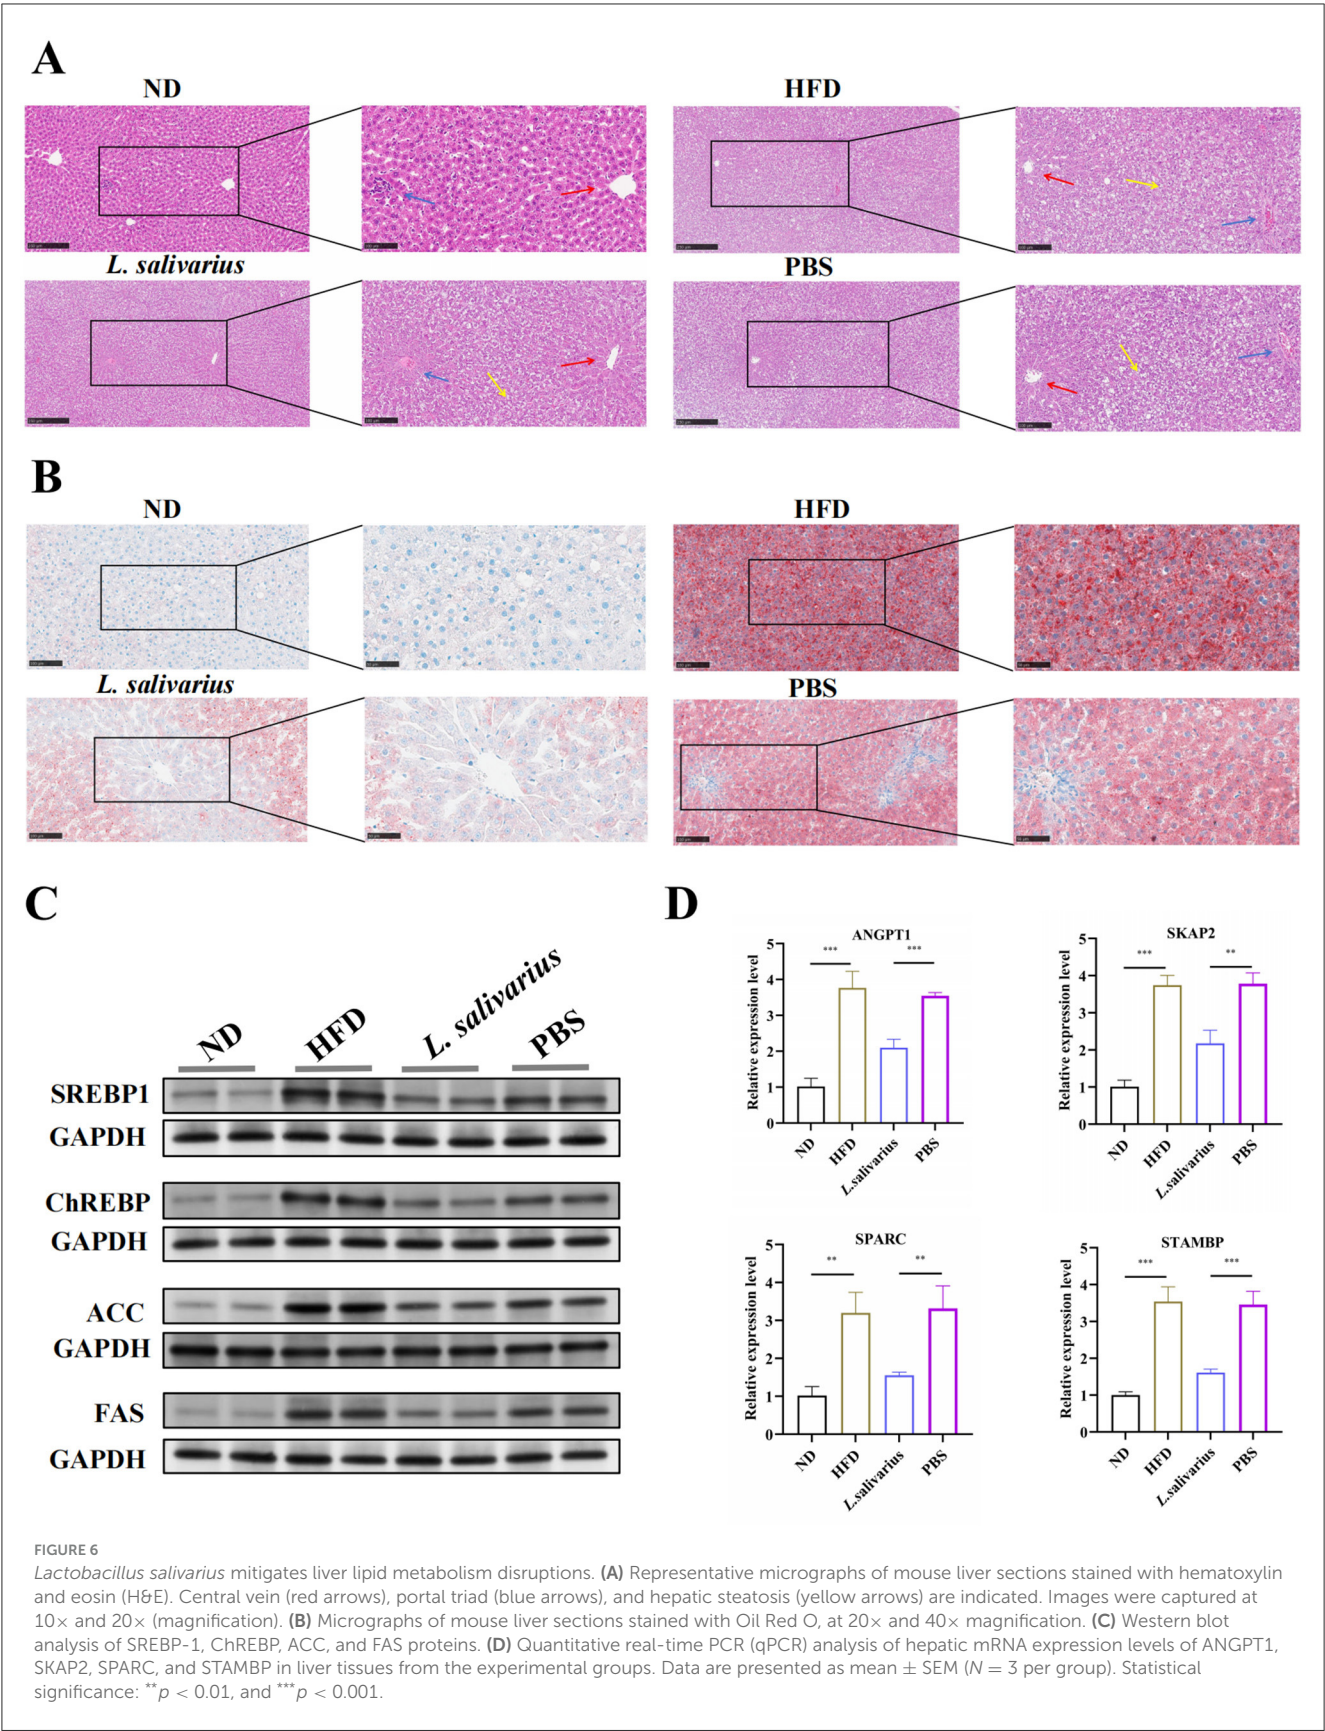 A
ND
HFD
L. salivarius
PBS
B
ND
HFD
L. salivarius
PBS
C
ND
HFD
L. salivarius
PBS
SREBP1
GAPDH
ChREBP
GAPDH
ACC
GAPDH
FAS
GAPDH
D
ANGPT1
Relative expression level
5
4
3
2
1
0
***
***
ND
HFD
L.salivarius
PBS
SKAP2
Relative expression level
5
4
3
2
1
0
***
**
ND
HFD
L.salivarius
PBS
SPARC
Relative expression level
5
4
3
2
1
0
**
**
ND
HFD
L.salivarius
PBS
STAMBP
Relative expression level
5
4
3
2
1
0
***
***
ND
HFD
L.salivarius
PBS
FIGURE 6
Lactobacillus salivarius mitigates liver lipid metabolism disruptions. (A) Representative micrographs of mouse liver sections stained with hematoxylin
and eosin (H&E). Central vein (red arrows), portal triad (blue arrows), and hepatic steatosis (yellow arrows) are indicated. Images were captured at
10× and 20× (magnification). (B) Micrographs of mouse liver sections stained with Oil Red O, at 20× and 40× magnification. (C) Western blot
analysis of SREBP-1, ChREBP, ACC, and FAS proteins. (D) Quantitative real-time PCR (qPCR) analysis of hepatic mRNA expression levels of ANGPT1,
SKAP2, SPARC, and STAMBP in liver tissues from the experimental groups. Data are presented as mean ± SEM (N = 3 per group). Statistical
significance: **p < 0.01, and ***p < 0.001.